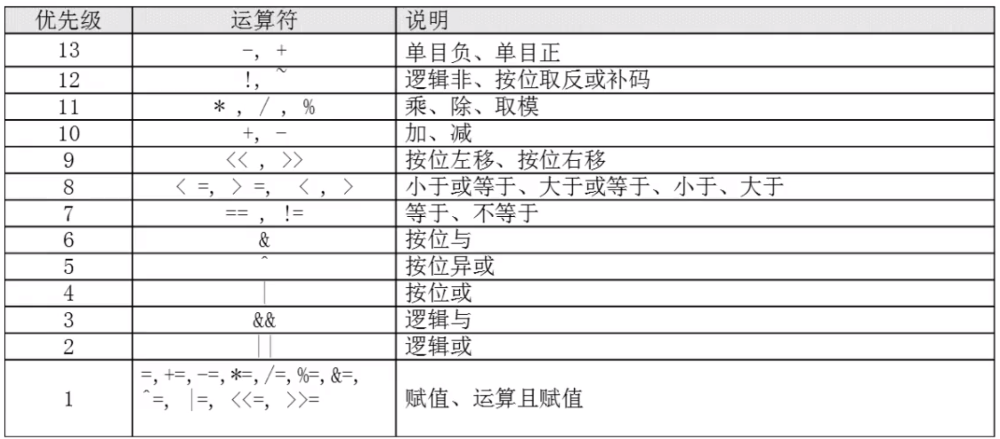 优先级 运算符 说明
13 -, + 单目负、单目正
12 !, ~ 逻辑非、按位取反或补码
11 * , / , % 乘、除、取模
10 +, - 加、减
9 << , >> 按位左移、按位右移
8 < =, > =, < , > 小于或等于、大于或等于、小于、大于
7 == , != 等于、不等于
6 & 按位与
5 ^ 按位异或
4 | 按位或
3 && 逻辑与
2 || 逻辑或
1 =, +=, -=, *=, /=, %=, &=,
^=, |=, <<=, >>= 赋值、运算且赋值